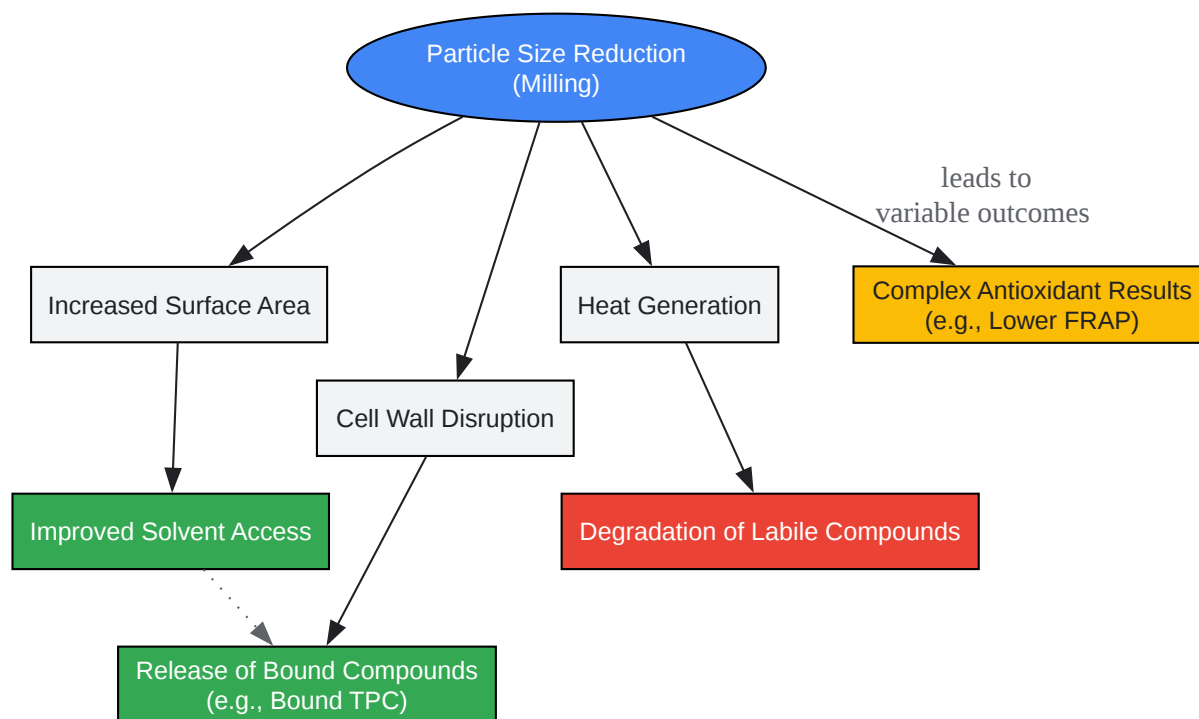 Particle Size Reduction
(Milling)
leads to
variable outcomes
Increased Surface Area
Heat Generation
Complex Antioxidant Results
(e.g., Lower FRAP)
Cell Wall Disruption
Improved Solvent Access
Degradation of Labile Compounds
Release of Bound Compounds
(e.g., Bound TPC)